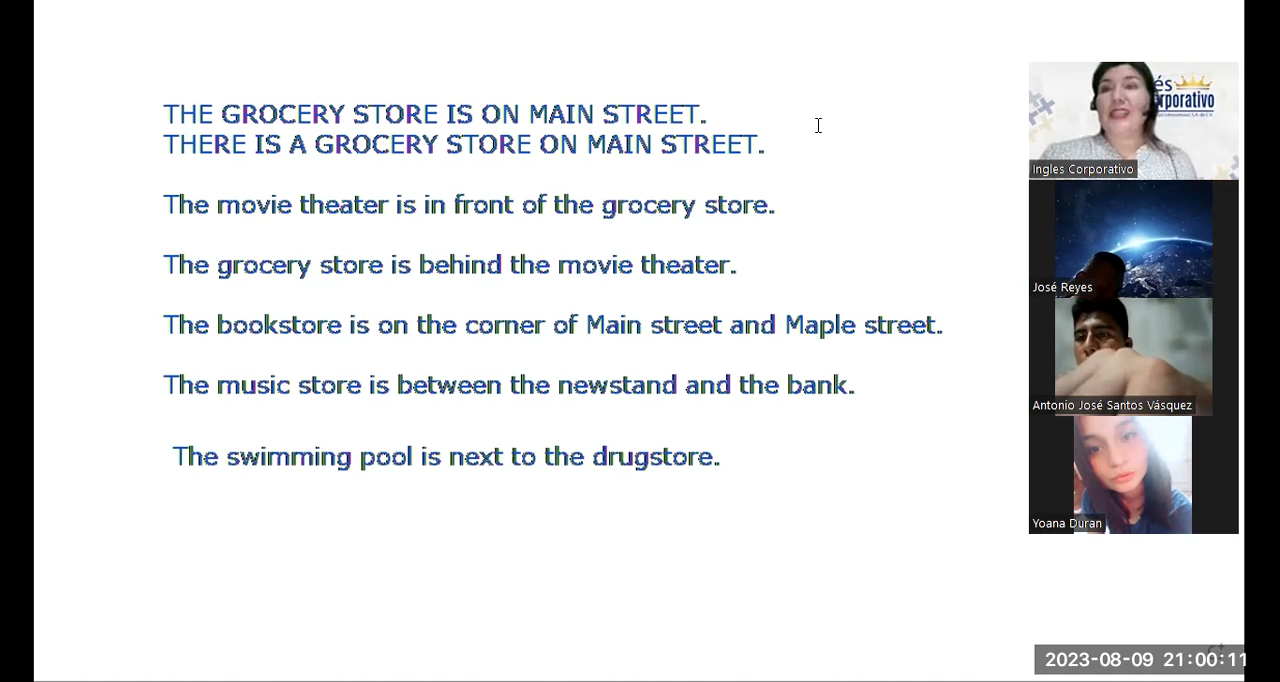 THE GROCERY STORE IS ON MAIN STREET.
THERE IS A GROCERY STORE ON MAIN STREET.
The movie theater is in front of the grocery store.
The grocery store is behind the movie theater.
The bookstore is on the corner of Main street and Maple street.
The music store is between the newstand and the bank.
The swimming pool is next to the drugstore.
és
orporativo
Ingles Corporativo
José Reyes
Antonio José Santos Vásquez
Yoana Duran
2023-08-09 21:00:11